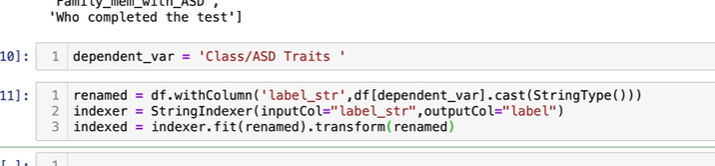 'Family_mem_with_ASD',
'Who completed the test']
10]: 1 dependent_var = 'Class/ASD Traits '
11]: 1 renamed = df.withColumn('label_str',df[dependent_var].cast(StringType()))
2 indexer = StringIndexer(inputCol="label_str",outputCol="label")
3 indexed = indexer.fit(renamed).transform(renamed)
[ ]: 1